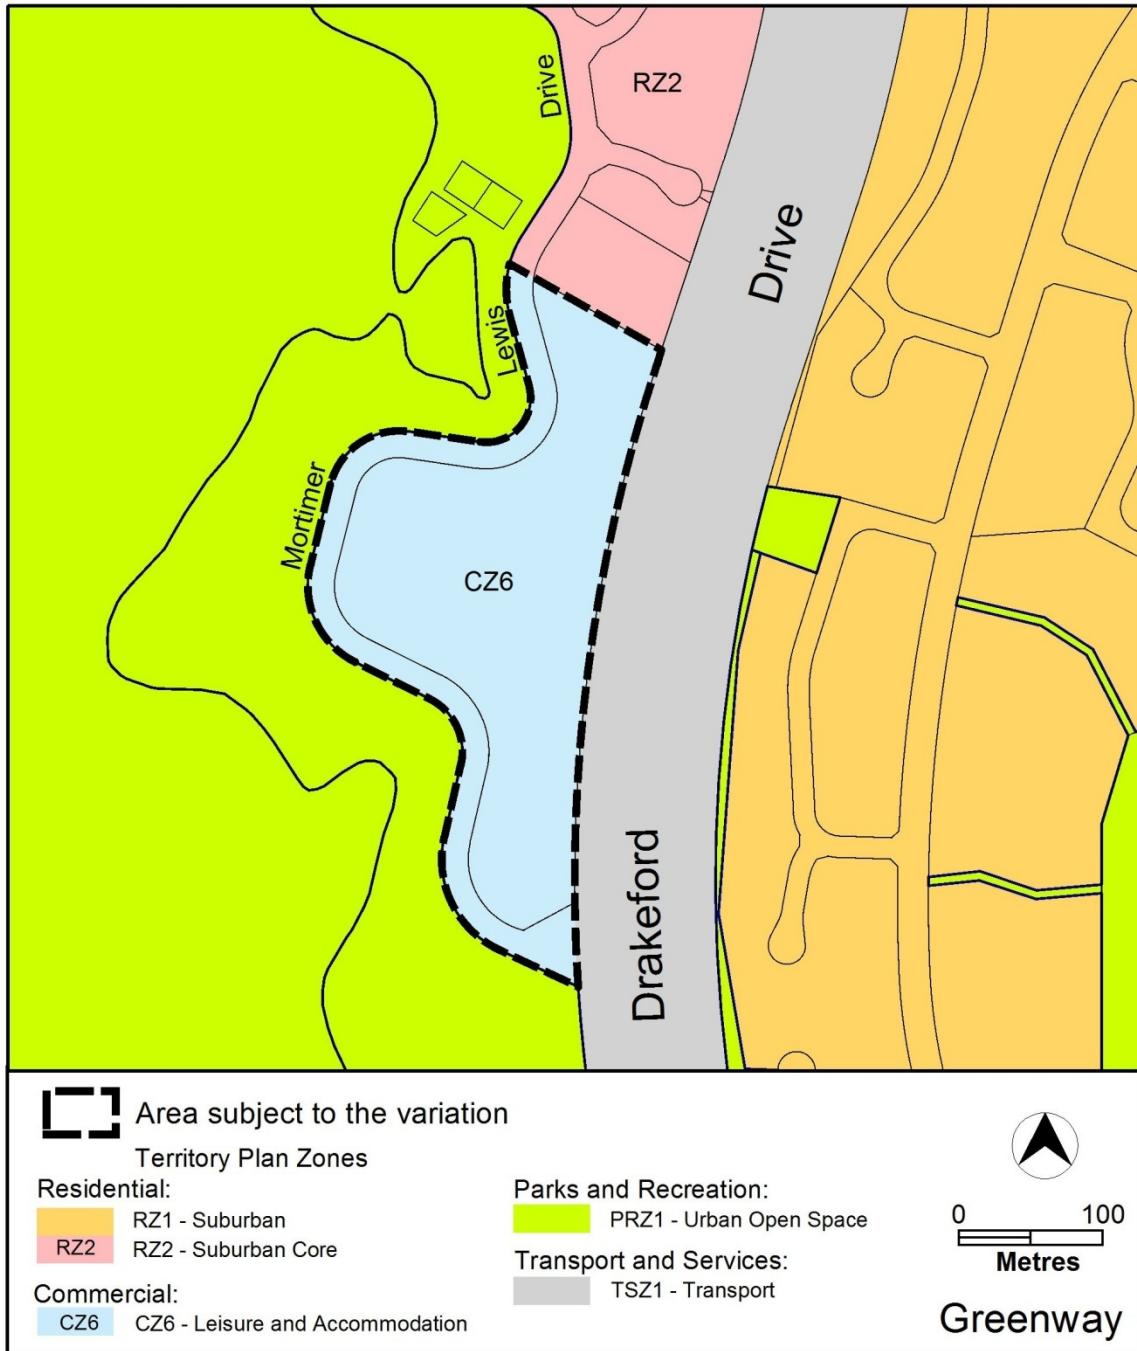 Drive
RZ2
Drive
Lewis
Mortimer
CZ6
Drakeford
Area subject to the variation
Territory Plan Zones
Residential:
RZ1 - Suburban
RZ2 RZ2 - Suburban Core
Commercial:
CZ6 CZ6 - Leisure and Accommodation
Parks and Recreation:
PRZ1 - Urban Open Space
Transport and Services:
TSZ1 - Transport
0 100
Metres
Greenway